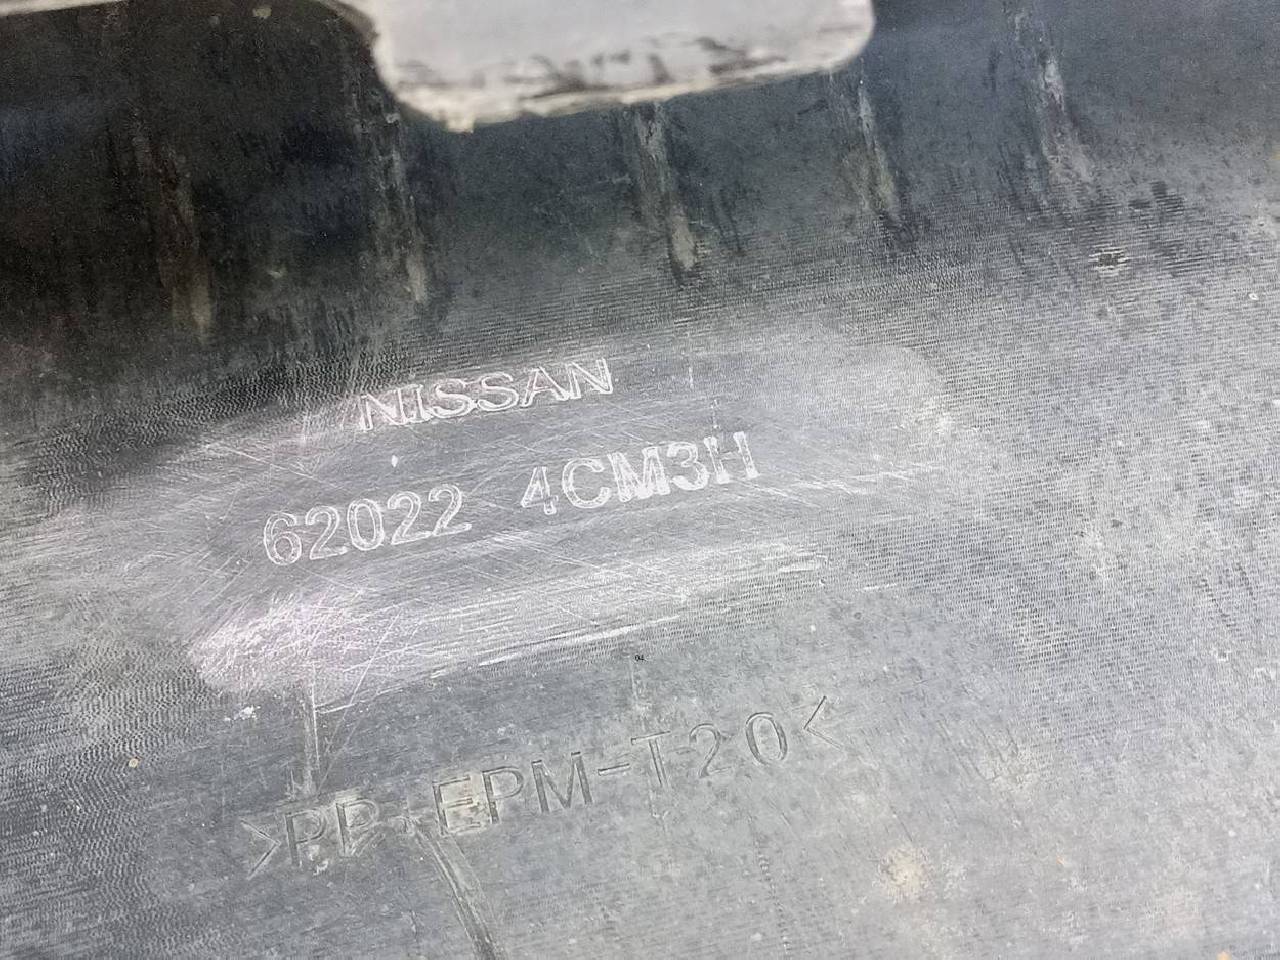 NISSAN
62022 4CM3H
>PP+EPM-T20<